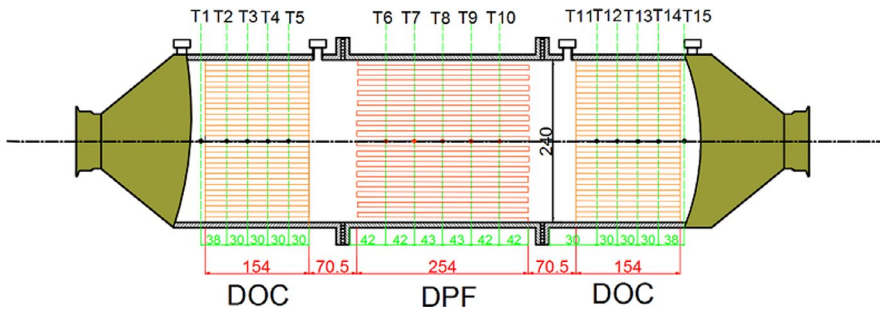 T1 T2 T3 T4 T5 T6 T7 T8 T9 T10 T11 T12 T13 T14 T15
240
38 30 30 30 30 42 42 43 43 42 42 30 30 30 30 38
154 70.5 254 70.5 154
DOC DPF DOC